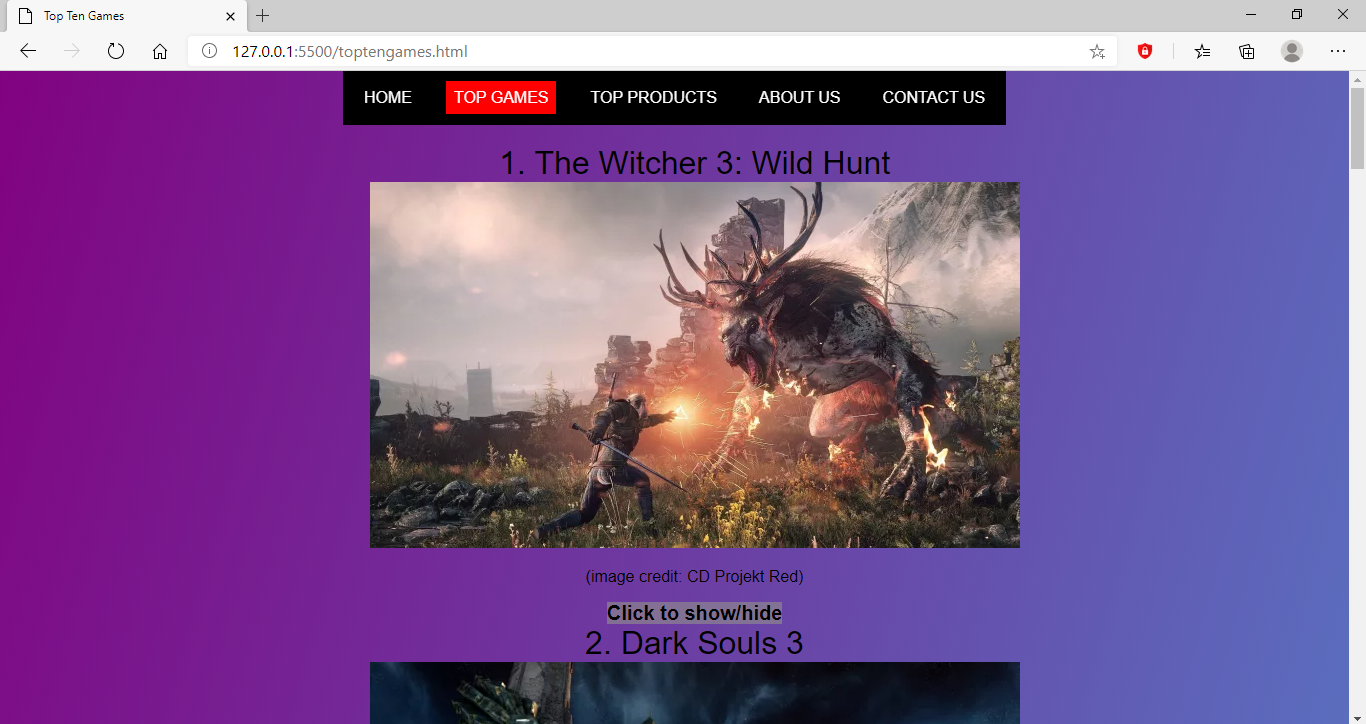 Top Ten Games
127.0.0.1:5500/toptengames.html
HOME TOP GAMES TOP PRODUCTS ABOUT US CONTACT US
1. The Witcher 3: Wild Hunt
(image credit: CD Projekt Red)
Click to show/hide
2. Dark Souls 3